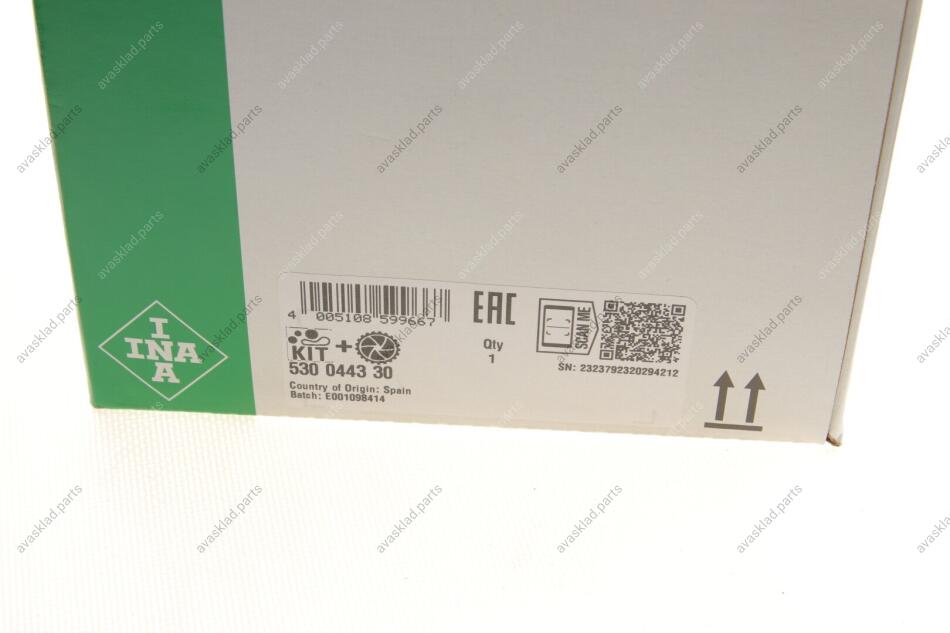 I
INA
A
4 005108 599667
EAC
Qty
1
SCAN ME
KIT +
530 0443 30
SN: 2323792320294212
Country of Origin: Spain
Batch: E001098414
avasklad.parts